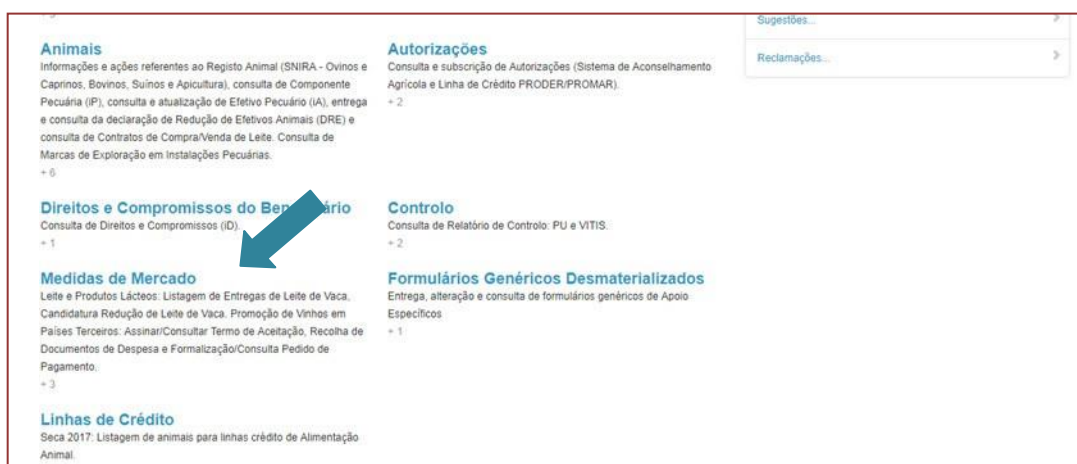 Animais
Informações e ações referentes ao Registo Animal (SNIRA - Ovinos e
Caprinos, Bovinos, Suínos e Apicultura), consulta de Componente
Pecuária (iP), consulta e atualização de Efetivo Pecuário (iA), entrega
e consulta da declaração de Redução de Efetivos Animais (DRE) e
consulta de Contratos de Compra/Venda de Leite. Consulta de
Marcas de Exploração em Instalações Pecuárias.
+ 6
Direitos e Compromissos do
Consulta de Direitos e Compromissos (iD).
+ 1
Medidas de Mercado
Leite e Produtos Lácteos: Listagem de Entregas de Leite de Vaca,
Candidatura Redução de Leite de Vaca. Promoção de Vinhos em
Países Terceiros: Assinar/Consultar Termo de Aceitação, Recolha de
Documentos de Despesa e Formalização/Consulta Pedido de
Pagamento.
+ 3
Linhas de Crédito
Seca 2017: Listagem de animais para linhas crédito de Alimentação
Animal.
Autorizações
Consulta e subscrição de Autorizações (Sistema de Aconselhamento
Agrícola e Linha de Crédito PRODER/PROMAR).
+ 2
Controlo
Consulta de Relatório de Controlo: PU e VITIS.
+ 2
Formulários Genéricos Desmaterializados
Entrega, alteração e consulta de formulários genéricos de Apoio
Específicos
+ 1
Sugestões...
Reclamações...